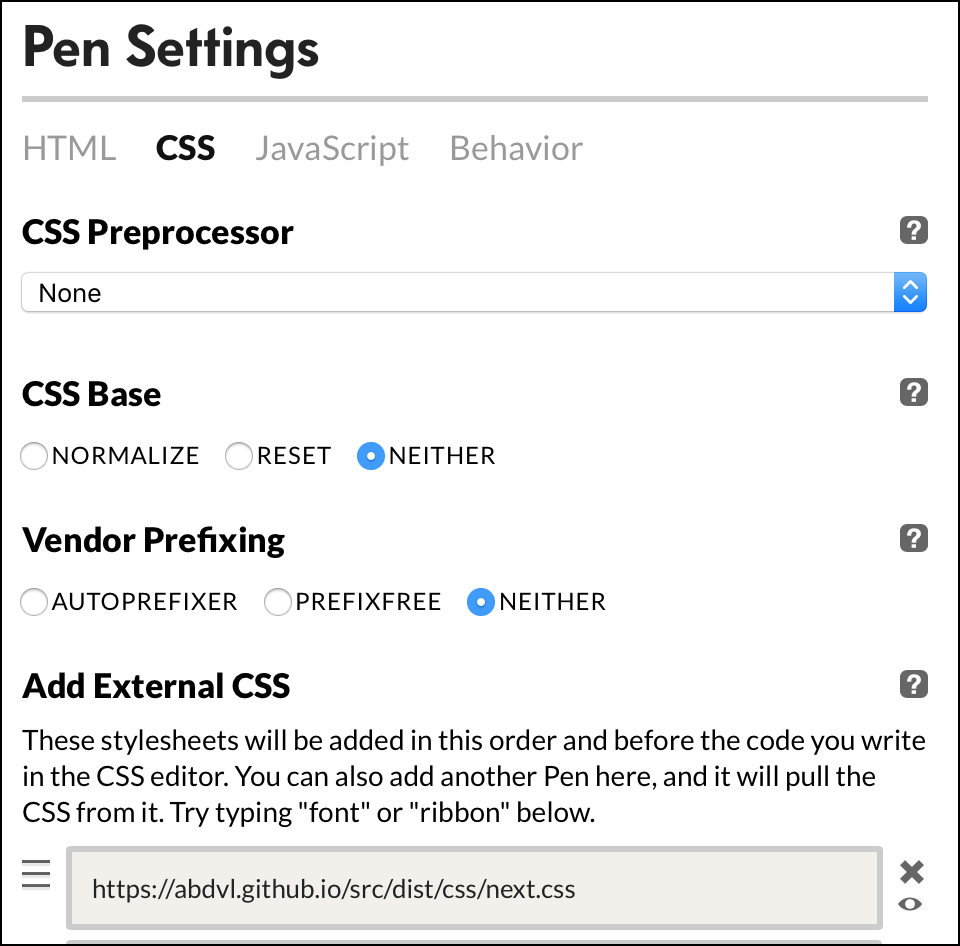 Pen Settings
HTML CSS JavaScript Behavior
CSS Preprocessor ?
None
CSS Base ?
NORMALIZE RESET NEITHER
Vendor Prefixing ?
AUTOPREFIXER PREFIXFREE NEITHER
Add External CSS ?
These stylesheets will be added in this order and before the code you write
in the CSS editor. You can also add another Pen here, and it will pull the
CSS from it. Try typing "font" or "ribbon" below.
https://abdvl.github.io/src/dist/css/next.css